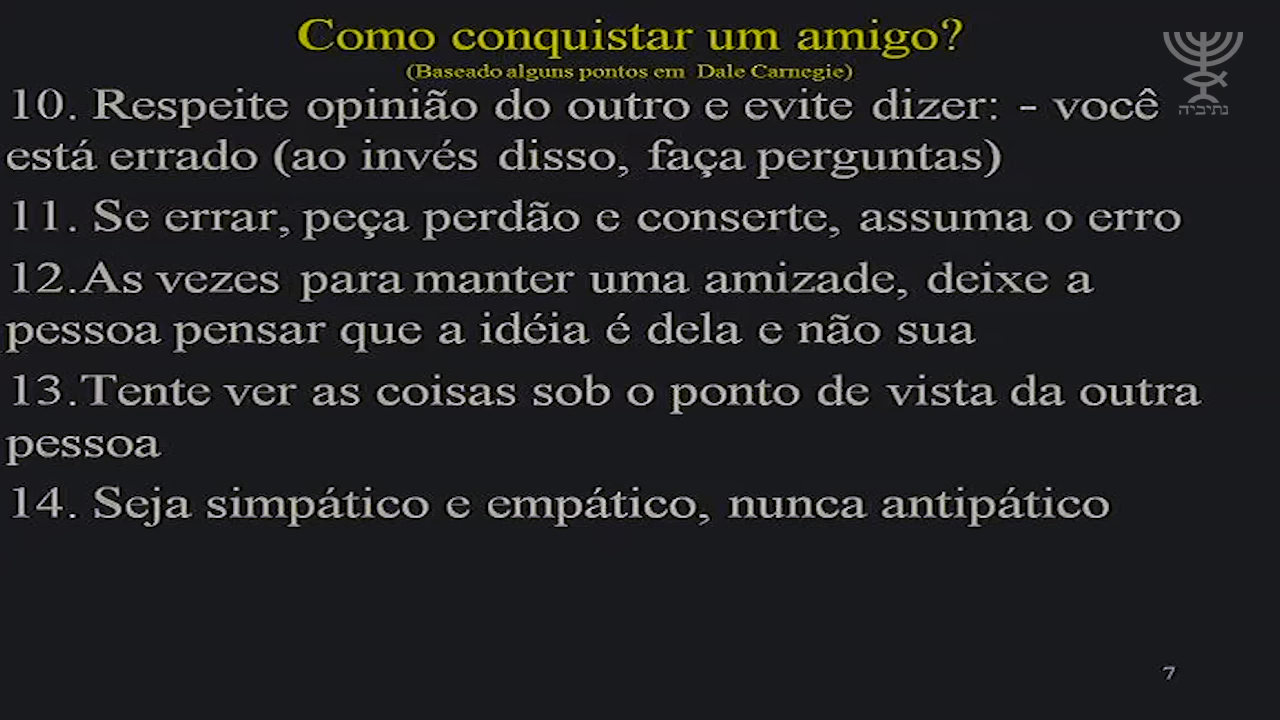 Como conquistar um amigo?
(Baseado alguns pontos em Dale Carnegie)
10. Respeite opinião do outro e evite dizer: - você
está errado (ao invés disso, faça perguntas)
11. Se errar, peça perdão e conserte, assuma o erro
12.As vezes para manter uma amizade, deixe a
pessoa pensar que a idéia é dela e não sua
13.Tente ver as coisas sob o ponto de vista da outra
pessoa
14. Seja simpático e empático, nunca antipático
נתיביה
7